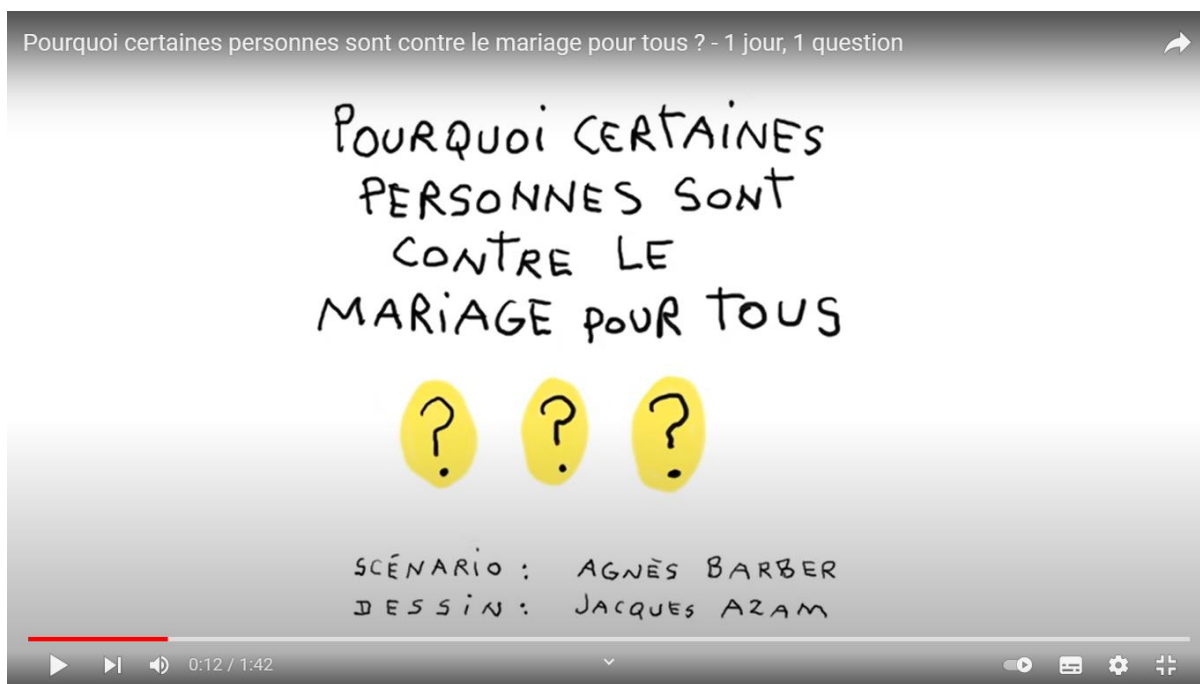 Pourquoi certaines personnes sont contre le mariage pour tous ? - 1 jour, 1 question
POURQUOI CERTAINES
PERSONNES SONT
CONTRE LE
MARIAGE POUR TOUS
? ? ?
SCÉNARIO : AGNÈS BARBER
DESSIN : JACQUES AZAM
0:12 / 1:42